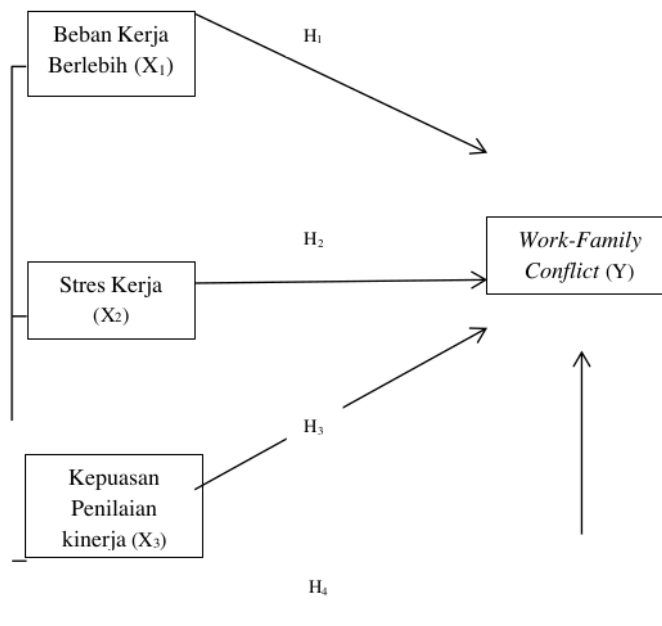 Beban Kerja
Berlebih (X₁)
H₁
H₂
Work-Family
Conflict (Y)
Stres Kerja
(X₂)
H₃
Kepuasan
Penilaian
kinerja (X₃)
H₄